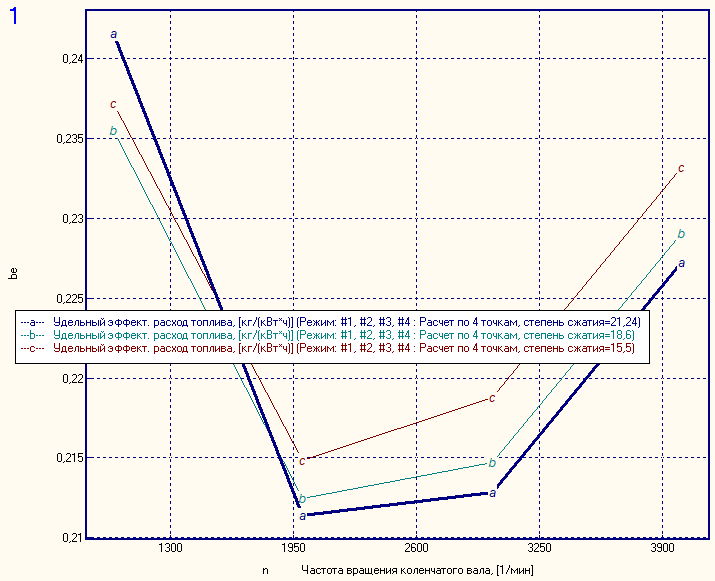 1
a
c
b
0,24
0,235
0,23
0,225
0,22
0,215
0,21
be
c
b
a
---a--- Удельный эффект. расход топлива, [кг/(кВт*ч)] (Режим: #1, #2, #3, #4 : Расчет по 4 точкам, степень сжатия=21,24)
---b--- Удельный эффект. расход топлива, [кг/(кВт*ч)] (Режим: #1, #2, #3, #4 : Расчет по 4 точкам, степень сжатия=18,6)
---c--- Удельный эффект. расход топлива, [кг/(кВт*ч)] (Режим: #1, #2, #3, #4 : Расчет по 4 точкам, степень сжатия=15,5)
c
c
b
b
a
a
1300 1950 2600 3250 3900
n Частота вращения коленчатого вала, [1/мин]